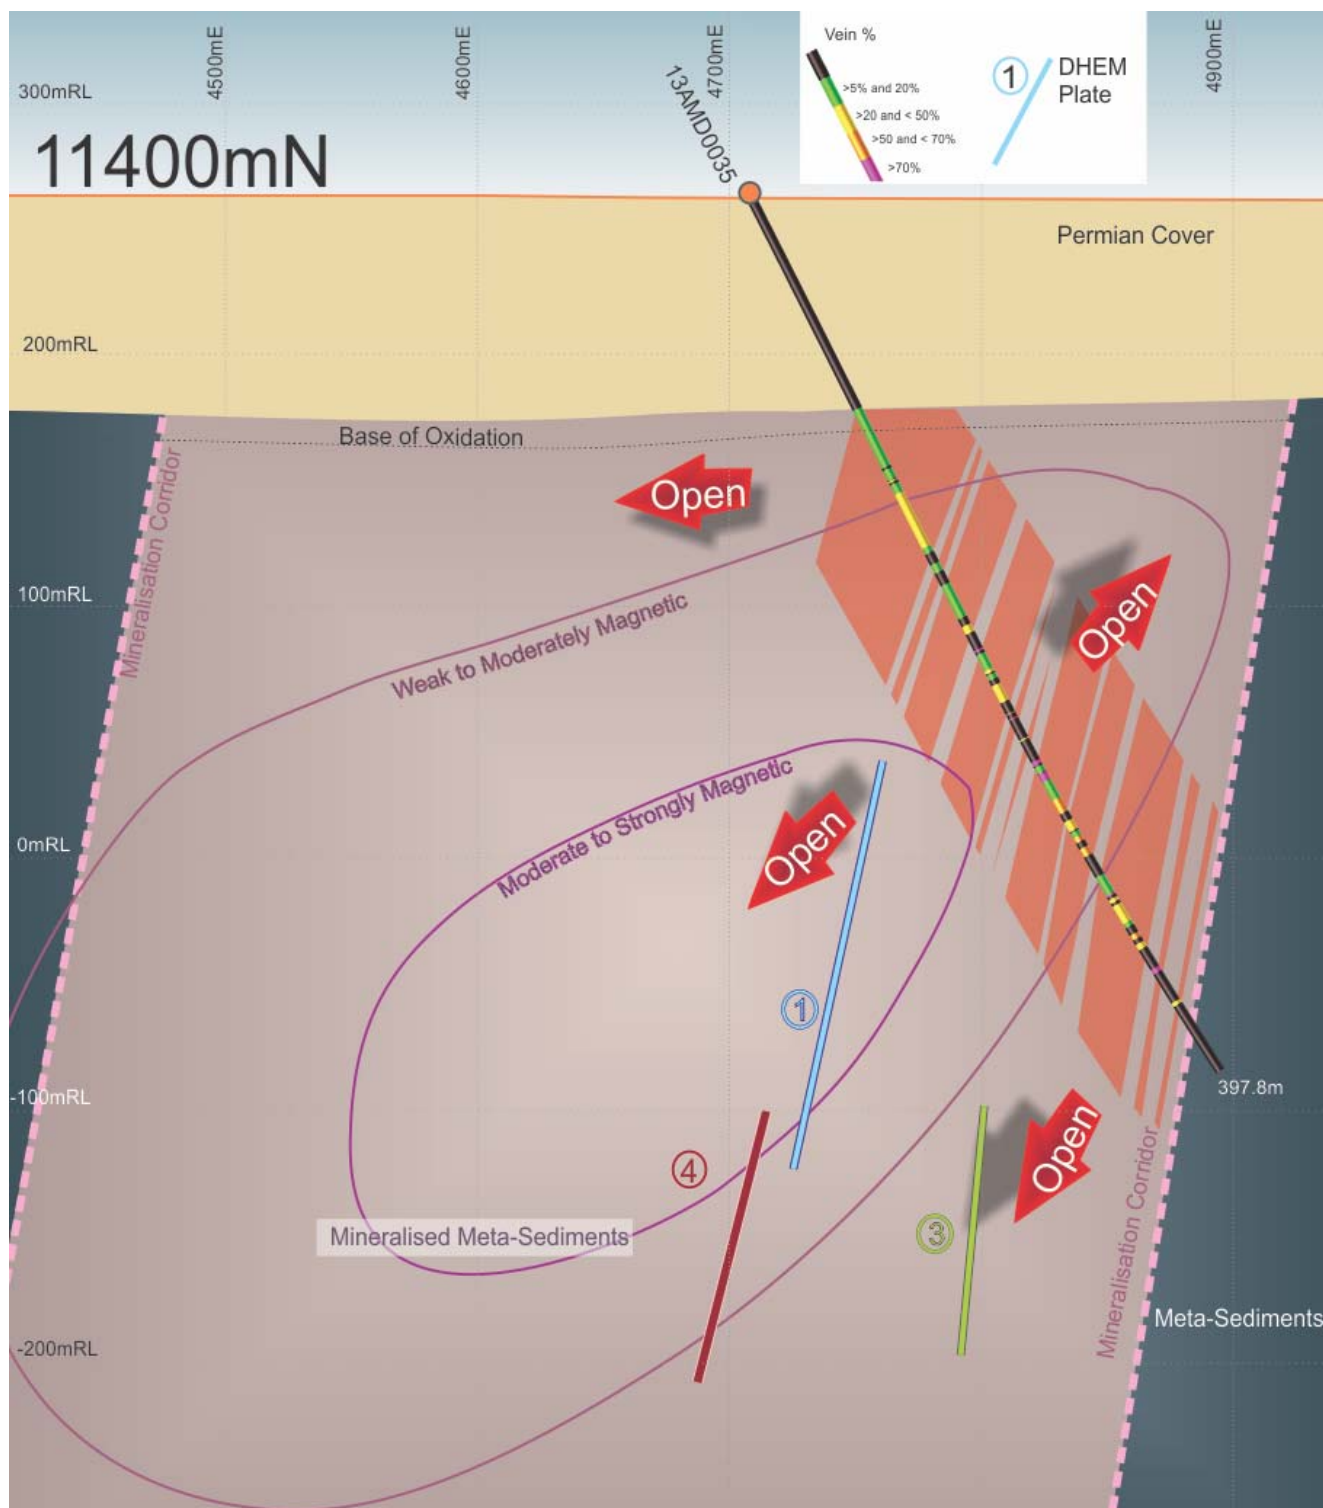 4500mE
4600mE
4700mE
4900mE
13AMD0035
Vein %
>5% and 20%
>20 and < 50%
>50 and < 70%
>70%
1
DHEM
Plate
300mRL
11400mN
Permian Cover
200mRL
Base of Oxidation
Mineralisation Corridor
Open
100mRL
Open
Weak to Moderately Magnetic
Moderate to Strongly Magnetic
Open
0mRL
1
-100mRL
397.8m
Open
4
3
Mineralised Meta-Sediments
Mineralisation Corridor
Meta-Sediments
-200mRL